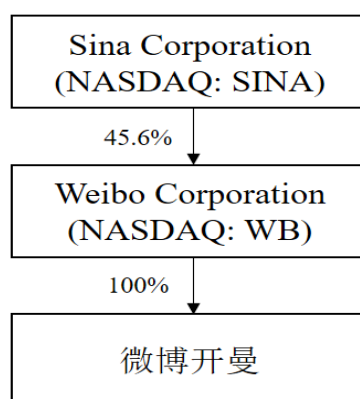 Sina Corporation
(NASDAQ: SINA)
45.6%
Weibo Corporation
(NASDAQ: WB)
100%
微博开曼